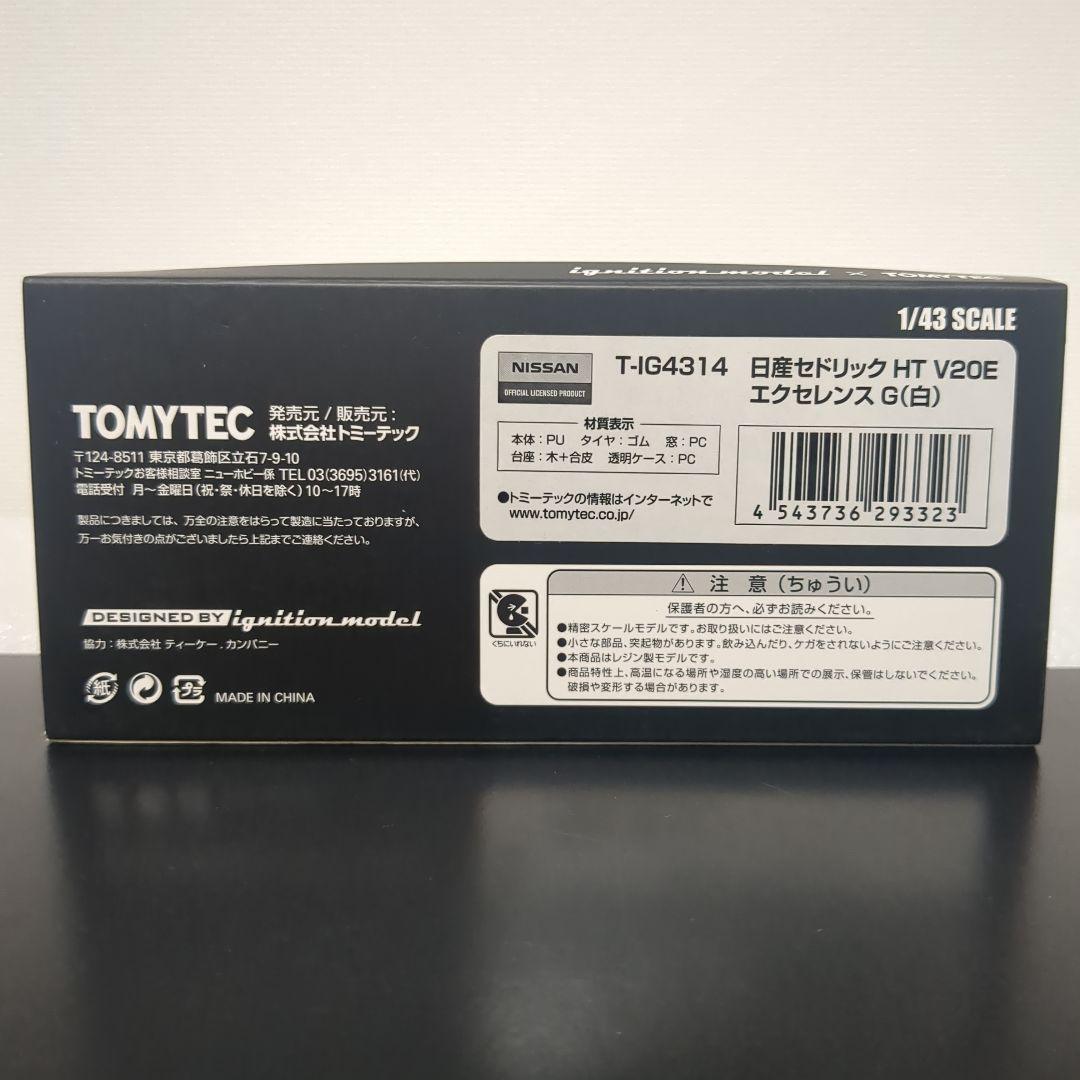 ignition model × TOMYTEC
1/43 SCALE
TOMYTEC 発売元 / 販売元 :
株式会社トミーテック
〒124-8511 東京都葛飾区立石7-9-10
トミーテックお客様相談室 ニューホビー係 TEL 03(3695)3161(代)
電話受付 月〜金曜日(祝・祭・休日を除く)10〜17時
製品につきましては、万全の注意をはらって製造に当たっておりますが、
万一お気付きの点がございましたら上記までご連絡ください。
DESIGNED BY ignition model
協力 : 株式会社 ティーケー . カンパニー
紙 プラ MADE IN CHINA
NISSAN
OFFICIAL LICENSED PRODUCT
T-IG4314 日産セドリック HT V20E
エクセレンス G(白)
材質表示
本体 : PU タイヤ : ゴム 窓 : PC
台座 : 木+合皮 透明ケース : PC
●トミーテックの情報はインターネットで
www.tomytec.co.jp/
4 543736 293323
くちにいれない
⚠ 注 意 (ちゅうい)
保護者の方へ、必ずお読みください。
●精密スケールモデルです。お取り扱いにはご注意ください。
●小さな部品、突起物があります。飲み込んだり、ケガをされないようにご注意ください。
●本商品はレジン製モデルです。
●商品特性上、高温になる場所や湿度の高い場所での展示、保管はしないでください。
破損や変形する場合があります。